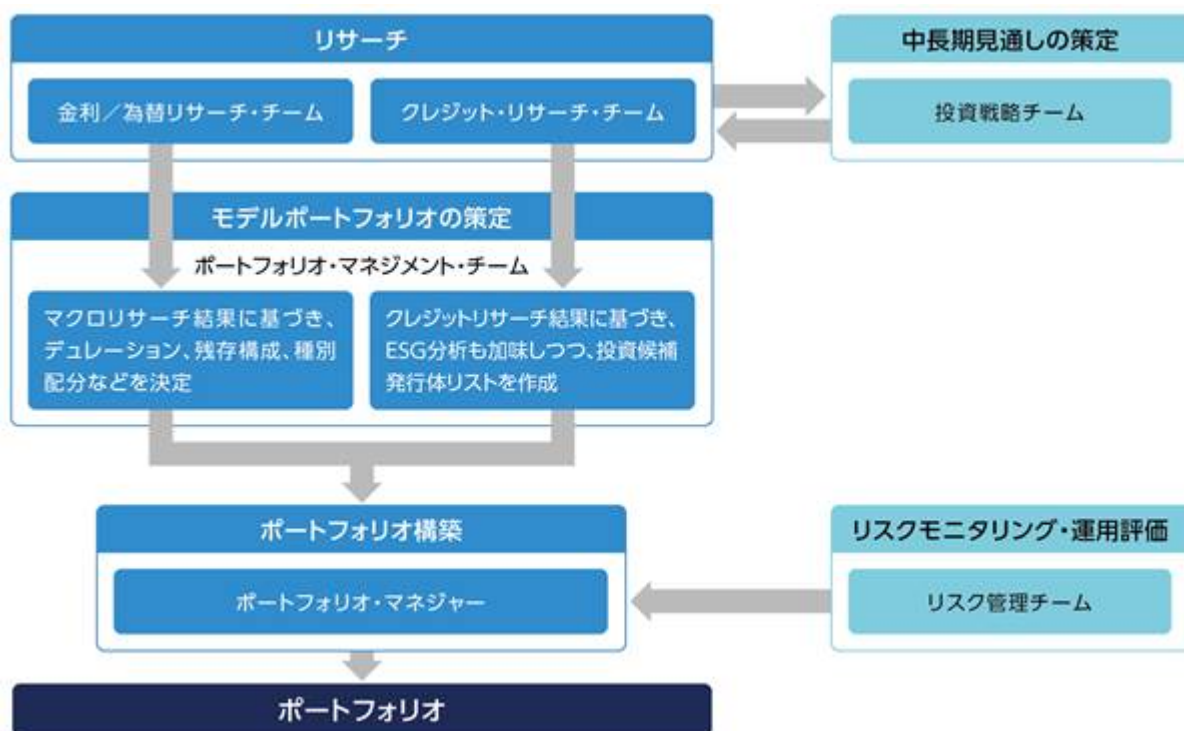 リサーチ
金利／為替リサーチ・チーム
クレジット・リサーチ・チーム
中長期見通しの策定
投資戦略チーム
モデルポートフォリオの策定
ポートフォリオ・マネジメント・チーム
マクロリサーチ結果に基づき、
デュレーション、残存構成、種別
配分などを決定
クレジットリサーチ結果に基づき、
ESG分析も加味しつつ、投資候補
発行体リストを作成
ポートフォリオ構築
ポートフォリオ・マネジャー
リスクモニタリング・運用評価
リスク管理チーム
ポートフォリオ